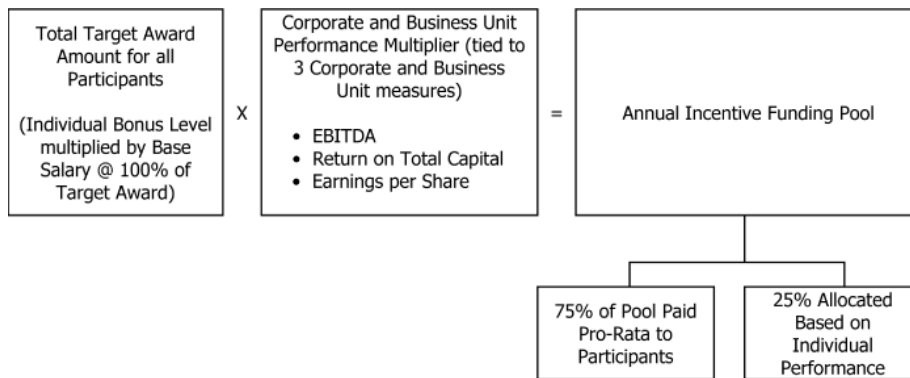 Total Target Award
Amount for all
Participants
(Individual Bonus Level
multiplied by Base
Salary @ 100% of
Target Award)
X
Corporate and Business Unit
Performance Multiplier (tied to
3 Corporate and Business
Unit measures)
• EBITDA
• Return on Total Capital
• Earnings per Share
=
Annual Incentive Funding Pool
75% of Pool Paid
Pro-Rata to
Participants
25% Allocated
Based on
Individual
Performance